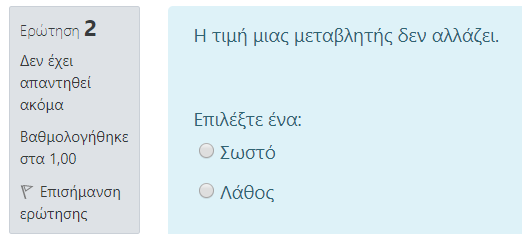 Ερώτηση 2
Δεν έχει
απαντηθεί
ακόμα
Βαθμολογήθηκε
στα 1,00
Επισήμανση
ερώτησης
Η τιμή μιας μεταβλητής δεν αλλάζει.
Επιλέξτε ένα:
Σωστό
Λάθος